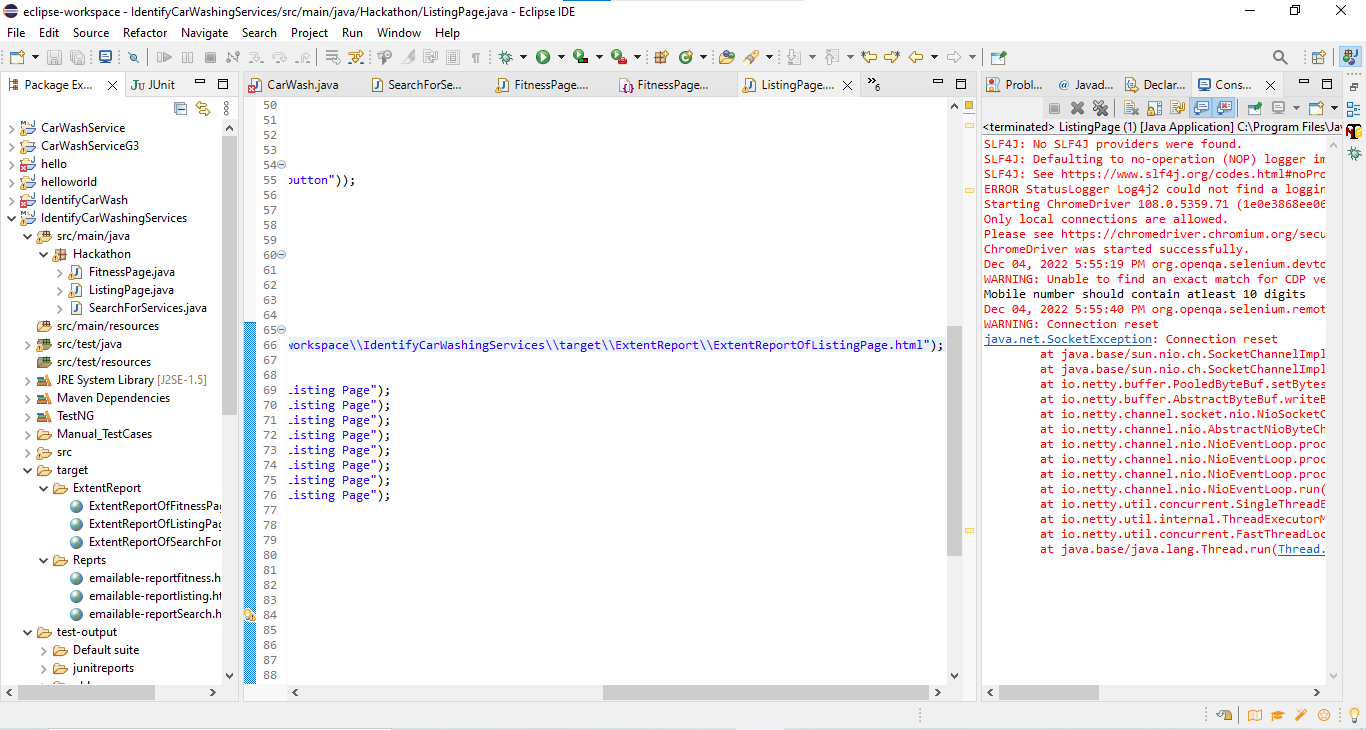 eclipse-workspace - IdentifyCarWashingServices/src/main/java/Hackathon/ListingPage.java - Eclipse IDE
File Edit Source Refactor Navigate Search Project Run Window Help
Package Ex... JUnit
CarWashService
CarWashServiceG3
hello
helloworld
IdentifyCarWash
IdentifyCarWashingServices
src/main/java
Hackathon
FitnessPage.java
ListingPage.java
SearchForServices.java
src/main/resources
src/test/java
src/test/resources
JRE System Library [J2SE-1.5]
Maven Dependencies
TestNG
Manual_TestCases
src
target
ExtentReport
ExtentReportOfFitnessPa
ExtentReportOfListingPa
ExtentReportOfSearchFor
Reprts
emailable-reportfitness.h
emailable-reportlisting.ht
emailable-reportSearch.h
test-output
Default suite
junitreports
CarWash.java SearchForSe... FitnessPage.... FitnessPage... ListingPage.... »6
50
51
52
53
54
55 button"));
56
57
58
59
60
61
62
63
64
65
66 workspace\\IdentifyCarWashingServices\\target\\ExtentReport\\ExtentReportOfListingPage.html");
67
68
69 Listing Page");
70 Listing Page");
71 Listing Page");
72 Listing Page");
73 Listing Page");
74 Listing Page");
75 Listing Page");
76 Listing Page");
77
78
79
80
81
82
83
84
85
86
87
88
Probl... Javad... Declar... Cons...
<terminated> ListingPage (1) [Java Application] C:\Program Files\Jav
SLF4J: No SLF4J providers were found.
SLF4J: Defaulting to no-operation (NOP) logger im
SLF4J: See https://www.slf4j.org/codes.html#noPro
ERROR StatusLogger Log4j2 could not find a loggin
Starting ChromeDriver 108.0.5359.71 (1e0e3868ee06
Only local connections are allowed.
Please see https://chromedriver.chromium.org/secu
ChromeDriver was started successfully.
Dec 04, 2022 5:55:19 PM org.openqa.selenium.devto
WARNING: Unable to find an exact match for CDP ve
Mobile number should contain atleast 10 digits
Dec 04, 2022 5:55:40 PM org.openqa.selenium.remot
WARNING: Connection reset
java.net.SocketException: Connection reset
at java.base/sun.nio.ch.SocketChannelImpl
at java.base/sun.nio.ch.SocketChannelImpl
at io.netty.buffer.PooledByteBuf.setBytes
at io.netty.buffer.AbstractByteBuf.writeB
at io.netty.channel.socket.nio.NioSocketC
at io.netty.channel.nio.AbstractNioByteCh
at io.netty.channel.nio.NioEventLoop.proc
at io.netty.channel.nio.NioEventLoop.proc
at io.netty.channel.nio.NioEventLoop.proc
at io.netty.channel.nio.NioEventLoop.run(
at io.netty.util.concurrent.SingleThreadE
at io.netty.util.internal.ThreadExecutorM
at io.netty.util.concurrent.FastThreadLoc
at java.base/java.lang.Thread.run(Thread.